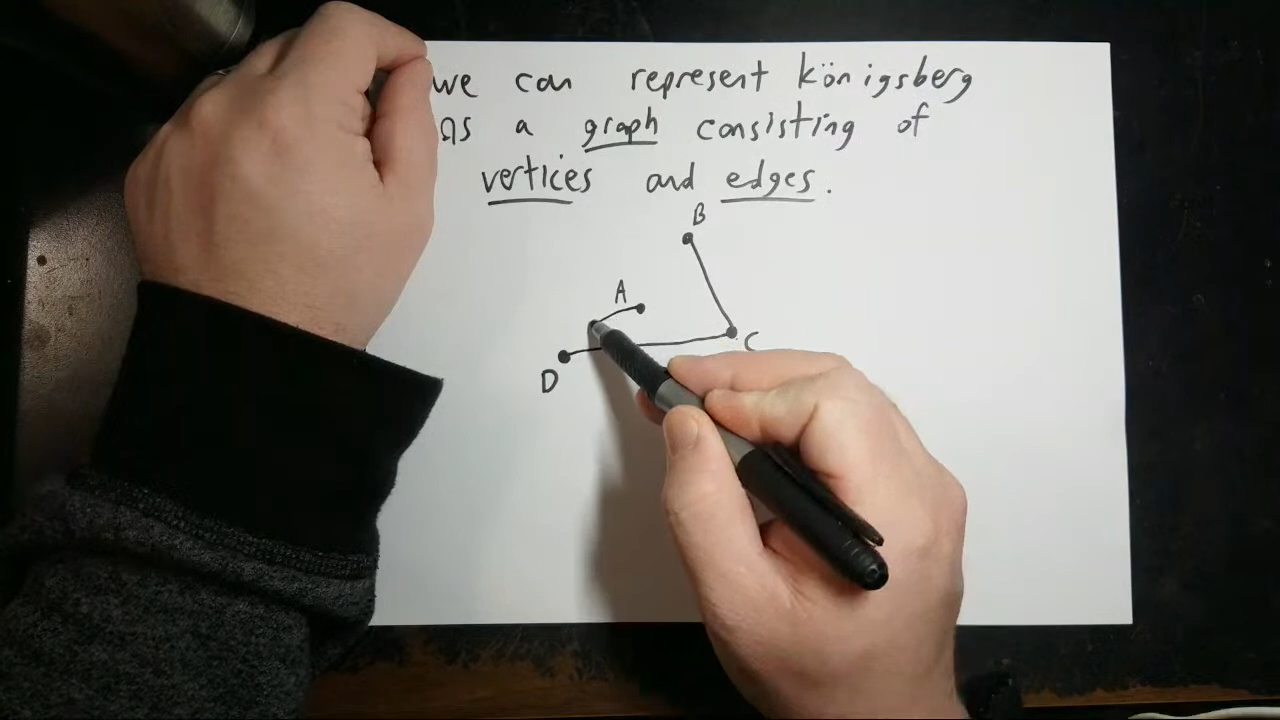 we can represent königsberg
as a graph consisting of
vertices and edges.
B
A
C
D